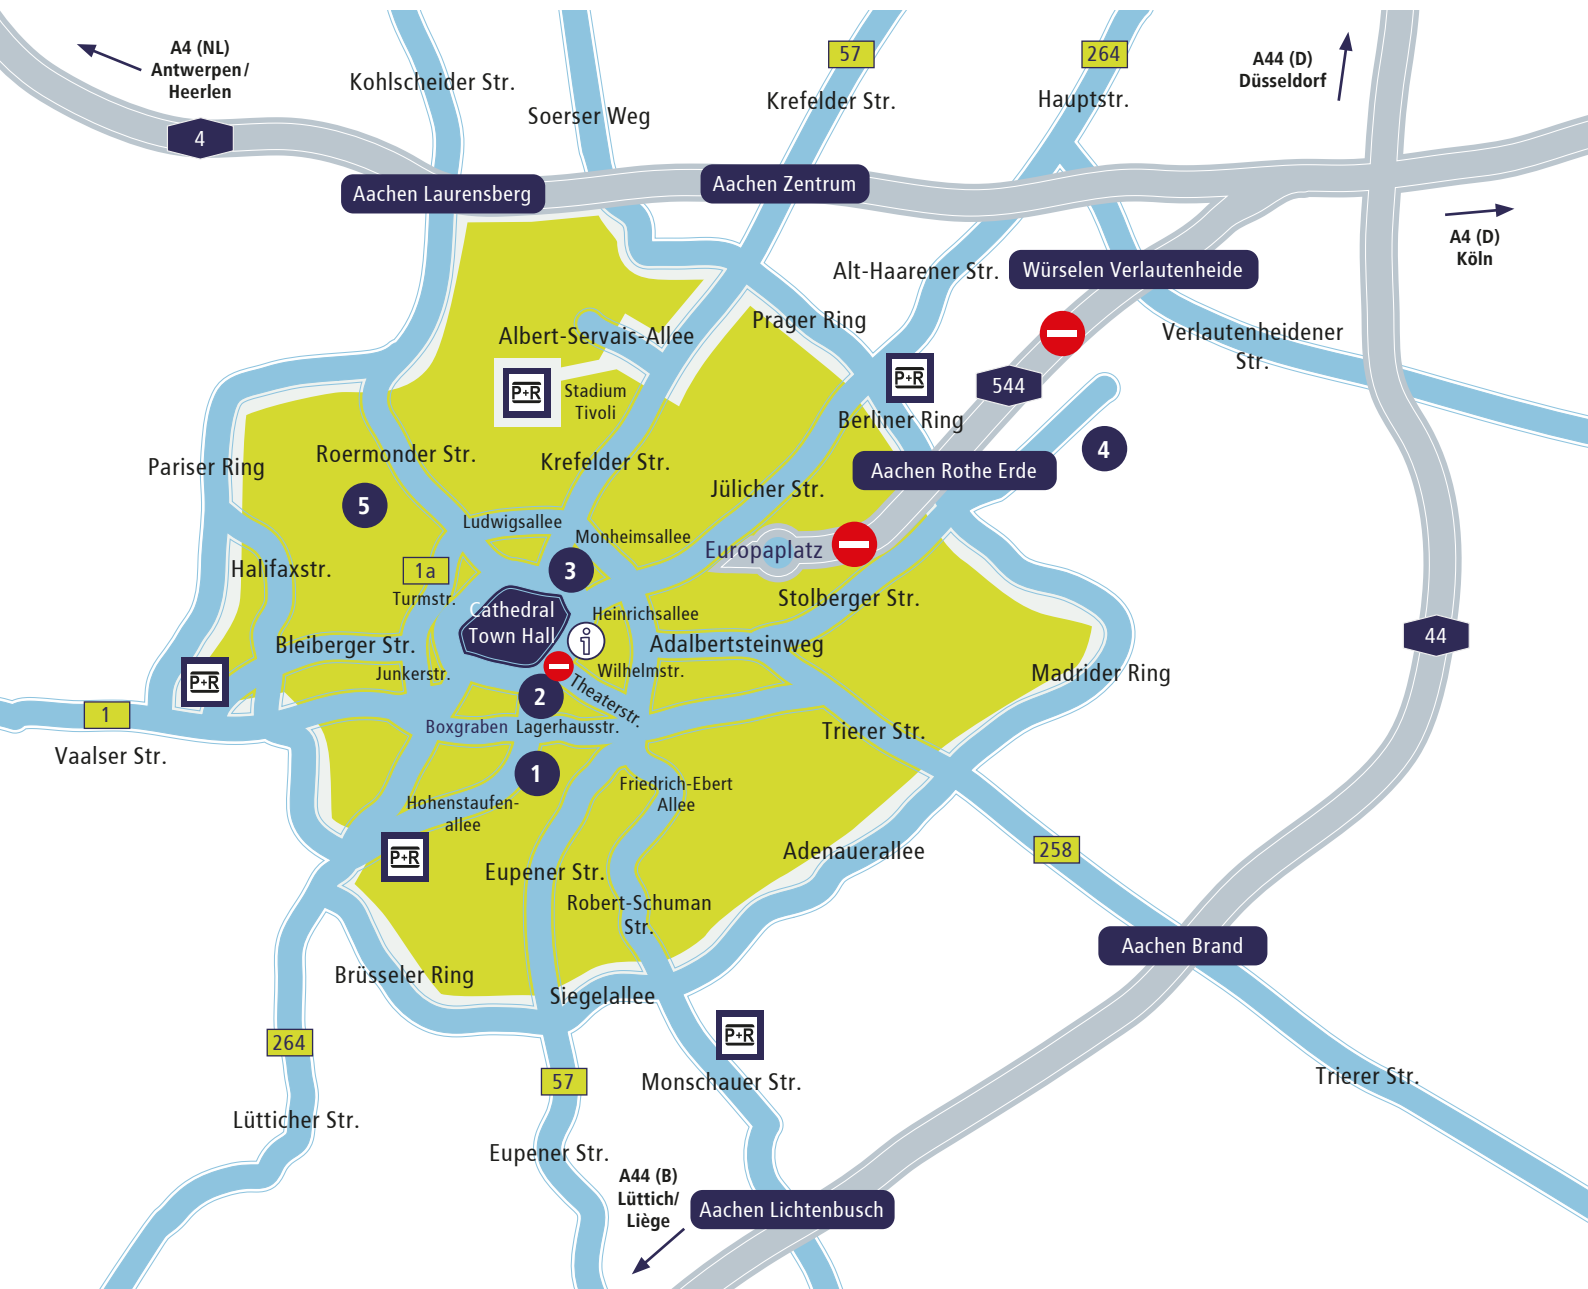 A4 (NL)
Antwerpen/
Heerlen
4
Kohlscheider Str.
Soerser Weg
57
Krefelder Str.
264
Hauptstr.
A44 (D)
Düsseldorf
Aachen Laurensberg
Aachen Zentrum
A4 (D)
Köln
Alt-Haarener Str.
Würselen Verlautenheide
Prager Ring
Verlautenheidener
Str.
Albert-Servais-Allee
P+R
Stadium
Tivoli
P+R
544
Berliner Ring
Pariser Ring
Roermonder Str.
Krefelder Str.
Jülicher Str.
Aachen Rothe Erde
4
5
Ludwigsallee
Monheimsallee
Europaplatz
Halifaxstr.
1a
3
Turmstr.
Stolberger Str.
Cathedral
Town Hall
Heinrichsallee
Bleiberger Str.
Adalbertsteinweg
44
Junkerstr.
Wilhelmstr.
Madrider Ring
P+R
2
Theaterstr.
1
Boxgraben
Lagerhausstr.
Trierer Str.
Vaalser Str.
1
Friedrich-Ebert
Allee
Hohenstaufen-
allee
P+R
Adenauerallee
258
Eupener Str.
Robert-Schuman
Str.
Aachen Brand
Brüsseler Ring
Siegelallee
264
P+R
57
Monschauer Str.
Trierer Str.
Lütticher Str.
Eupener Str.
A44 (B)
Lüttich/
Liège
Aachen Lichtenbusch